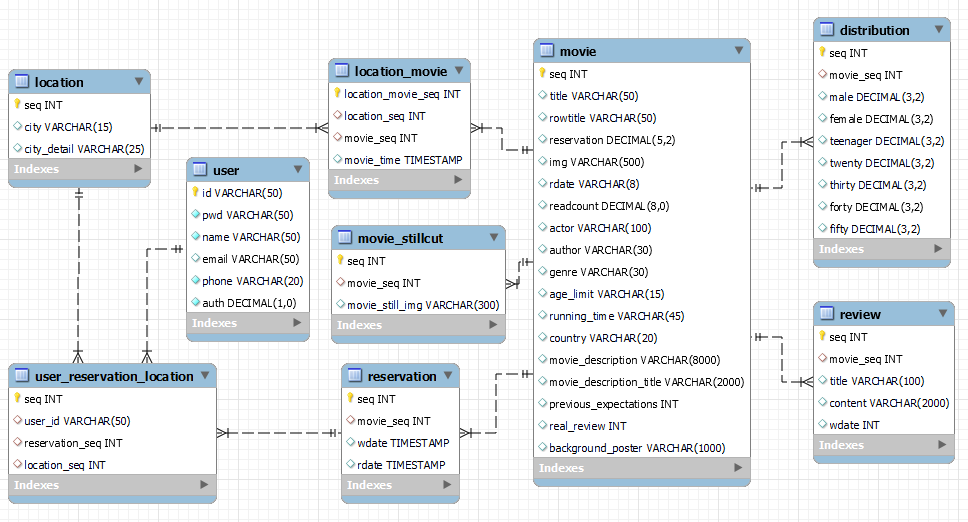 location
seq INT
city VARCHAR(15)
city_detail VARCHAR(25)
Indexes
location_movie
location_movie_seq INT
location_seq INT
movie_seq INT
movie_time TIMESTAMP
Indexes
movie
seq INT
title VARCHAR(50)
rowtitle VARCHAR(50)
reservation DECIMAL(5,2)
img VARCHAR(500)
rdate VARCHAR(8)
readcount DECIMAL(8,0)
actor VARCHAR(100)
author VARCHAR(30)
genre VARCHAR(30)
age_limit VARCHAR(15)
running_time VARCHAR(45)
country VARCHAR(20)
movie_description VARCHAR(8000)
movie_description_title VARCHAR(2000)
previous_expectations INT
real_review INT
background_poster VARCHAR(1000)
Indexes
distribution
seq INT
movie_seq INT
male DECIMAL(3,2)
female DECIMAL(3,2)
teenager DECIMAL(3,2)
twenty DECIMAL(3,2)
thirty DECIMAL(3,2)
forty DECIMAL(3,2)
fifty DECIMAL(3,2)
Indexes
user
id VARCHAR(50)
pwd VARCHAR(50)
name VARCHAR(50)
email VARCHAR(50)
phone VARCHAR(20)
auth DECIMAL(1,0)
Indexes
movie_stillcut
seq INT
movie_seq INT
movie_still_img VARCHAR(300)
Indexes
review
seq INT
movie_seq INT
title VARCHAR(100)
content VARCHAR(2000)
wdate INT
Indexes
user_reservation_location
seq INT
user_id VARCHAR(50)
reservation_seq INT
location_seq INT
Indexes
reservation
seq INT
movie_seq INT
wdate TIMESTAMP
rdate TIMESTAMP
Indexes